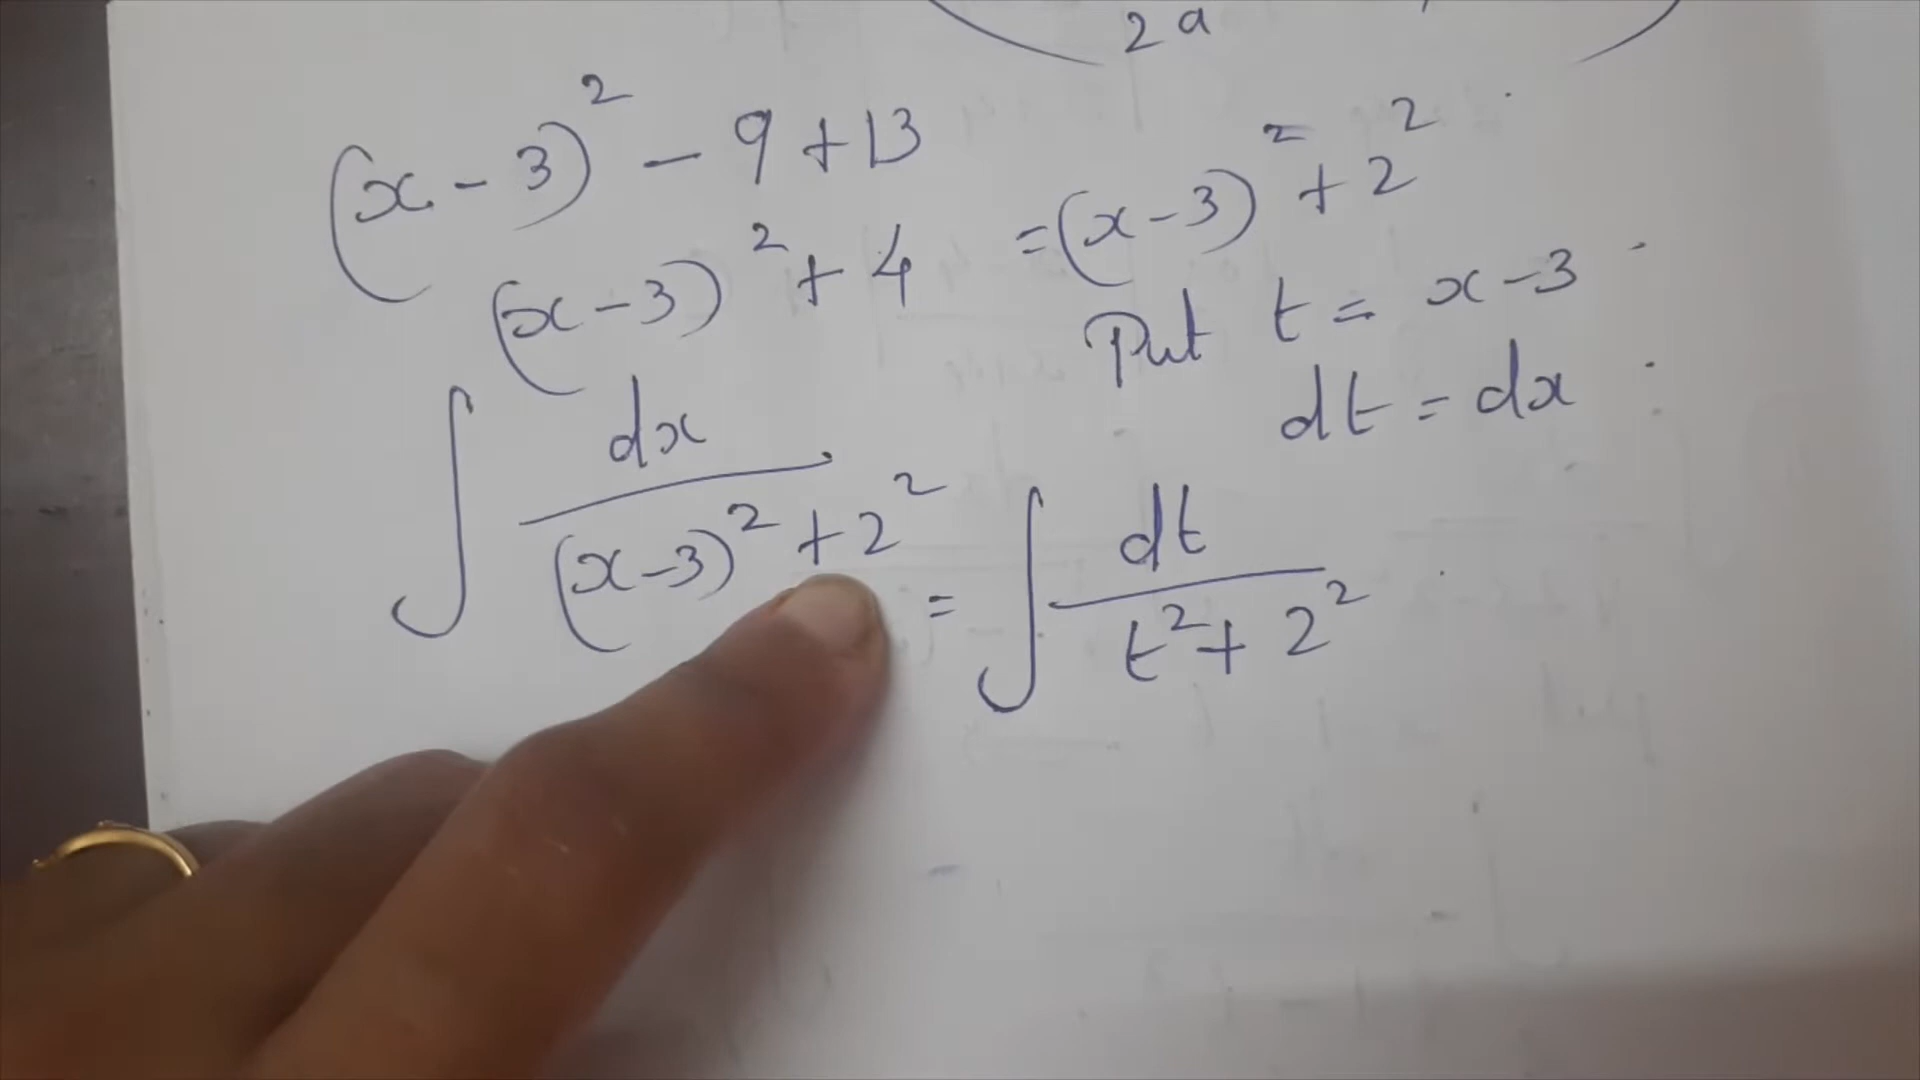 2a
(x-3)² - 9 + 13
(x-3)² + 4 = (x-3)² + 2²
Put t = x-3
dt = dx
∫ dx / (x-3)² + 2² = ∫ dt / t² + 2²